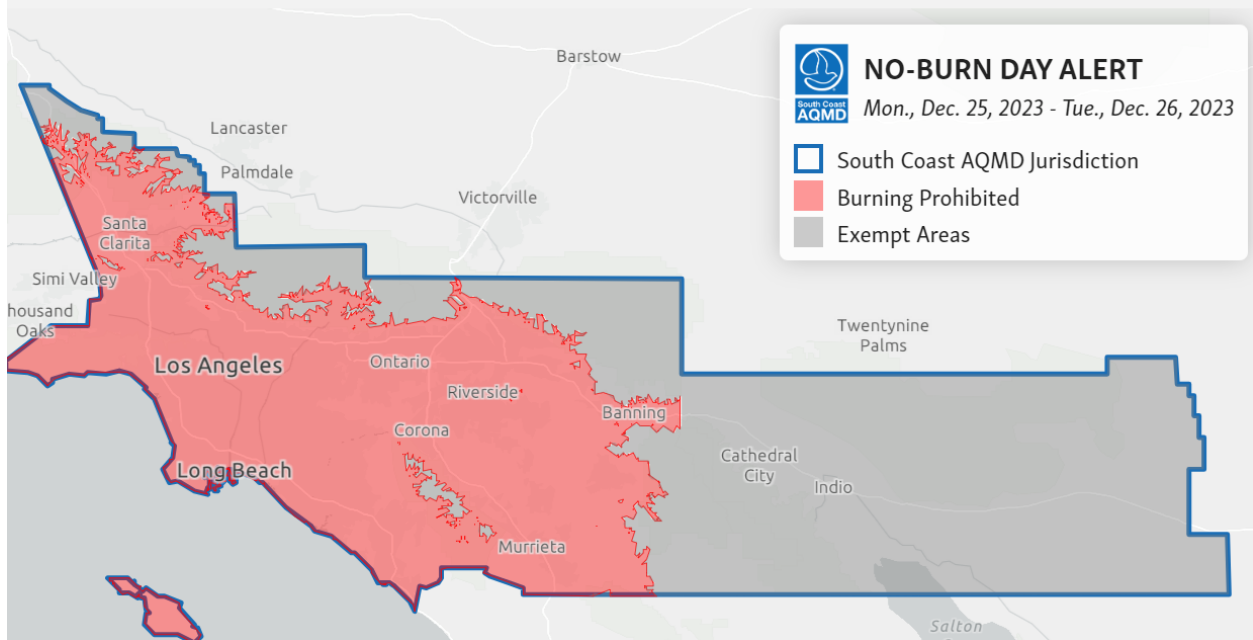 Barstow
NO-BURN DAY ALERT
South Coast
AQMD
Mon., Dec. 25, 2023 - Tue., Dec. 26, 2023
South Coast AQMD Jurisdiction
Burning Prohibited
Exempt Areas
Lancaster
Palmdale
Victorville
Santa
Clarita
Simi Valley
housand
Oaks
Twentynine
Palms
Los Angeles
Ontario
Riverside
Banning
Corona
Cathedral
City
Long Beach
Indio
Murrieta
Salton